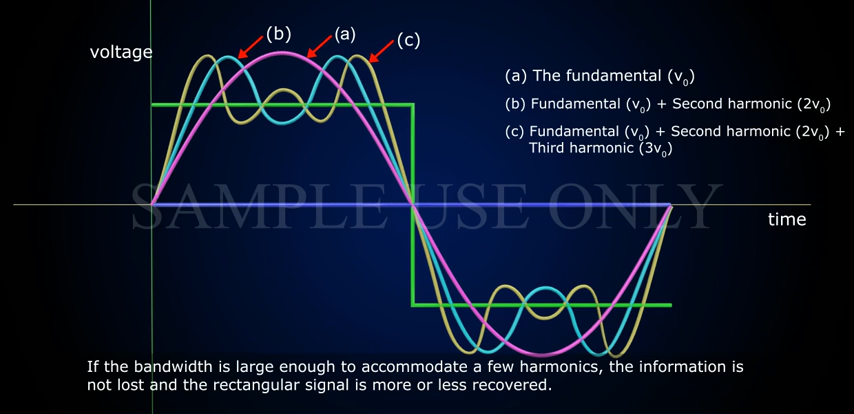 (b)
(a)
(c)
voltage
(a) The fundamental (v₀)
(b) Fundamental (v₀) + Second harmonic (2v₀)
(c) Fundamental (v₀) + Second harmonic (2v₀) +
Third harmonic (3v₀)
SAMPLE USE ONLY
time
If the bandwidth is large enough to accommodate a few harmonics, the information is
not lost and the rectangular signal is more or less recovered.